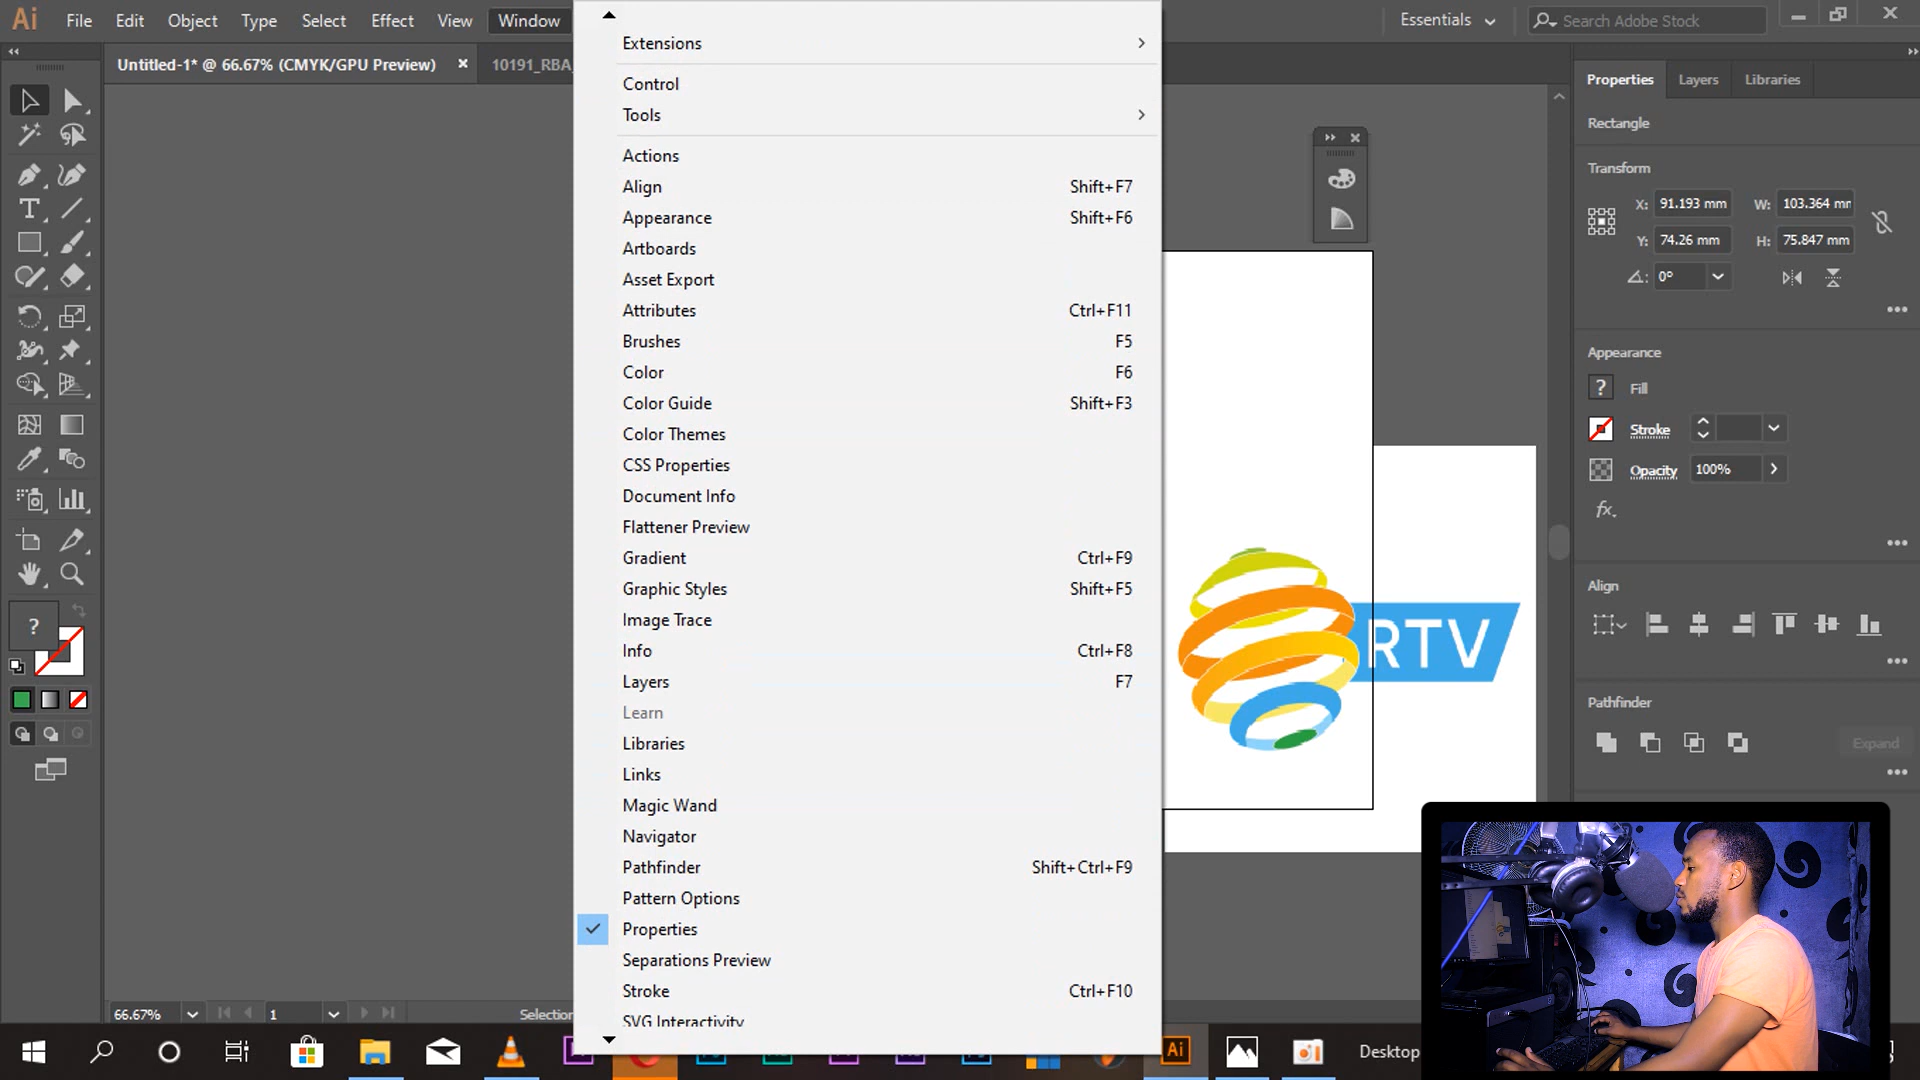 Ai File Edit Object Type Select Effect View Window Essentials Search Adobe Stock
Untitled-1* @ 66.67% (CMYK/GPU Preview) × 10191_RBA_
Extensions
Control
Tools
Actions
Align Shift+F7
Appearance Shift+F6
Artboards
Asset Export
Attributes Ctrl+F11
Brushes F5
Color F6
Color Guide Shift+F3
Color Themes
CSS Properties
Document Info
Flattener Preview
Gradient Ctrl+F9
Graphic Styles Shift+F5
Image Trace
Info Ctrl+F8
Layers F7
Learn
Libraries
Links
Magic Wand
Navigator
Pathfinder Shift+Ctrl+F9
Pattern Options
Properties
Separations Preview
Stroke Ctrl+F10
SVG Interactivity
RTV
Properties Layers Libraries
Rectangle
Transform
X: 91.193 mm W: 103.364 mm
Y: 74.26 mm H: 75.847 mm
0°
Appearance
? Fill
Stroke
Opacity 100%
fx
Align
Pathfinder
Expand
?
66.67% 1 Selection
Ai Desktop